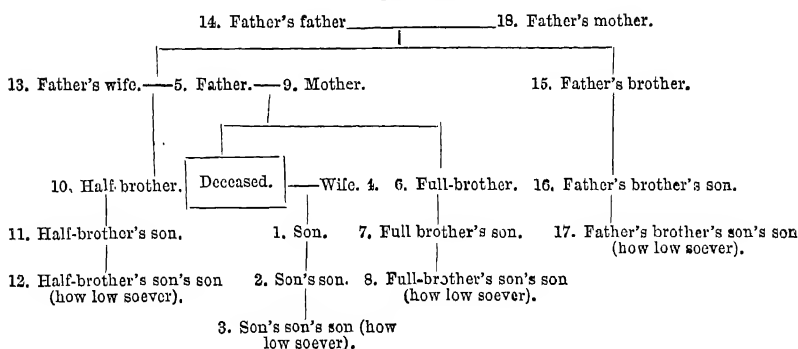 14. Father's father 18. Father's mother.
13. Father's wife. 5. Father. 9. Mother. 15. Father's brother.
10, Half-brother. Deceased. Wife. 4. 6. Full-brother. 16. Father's brother's son.
11. Half-brother's son, 1. Son. 7. Full brother's son. 17. Father's brother's son's son
(how low soever).
12. Half-brother's son's son 2. Son's son. 8. Full-brother's son's son
(how low soever). (how low soever).
3. Son's son's son (how
low soever).